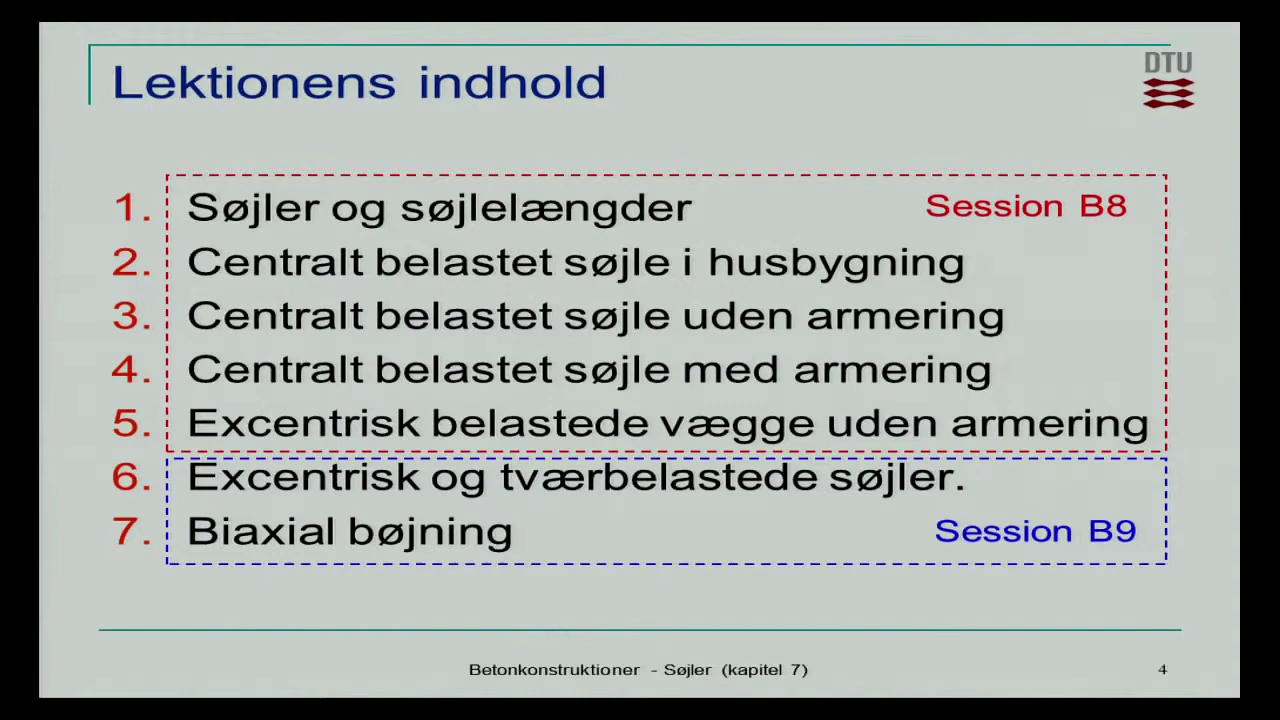 Lektionens indhold
DTU
1. Søjler og søjlelængder Session B8
2. Centralt belastet søjle i husbygning
3. Centralt belastet søjle uden armering
4. Centralt belastet søjle med armering
5. Excentrisk belastede vægge uden armering
6. Excentrisk og tværbelastede søjler.
7. Biaxial bøjning Session B9
Betonkonstruktioner - Søjler (kapitel 7) 4